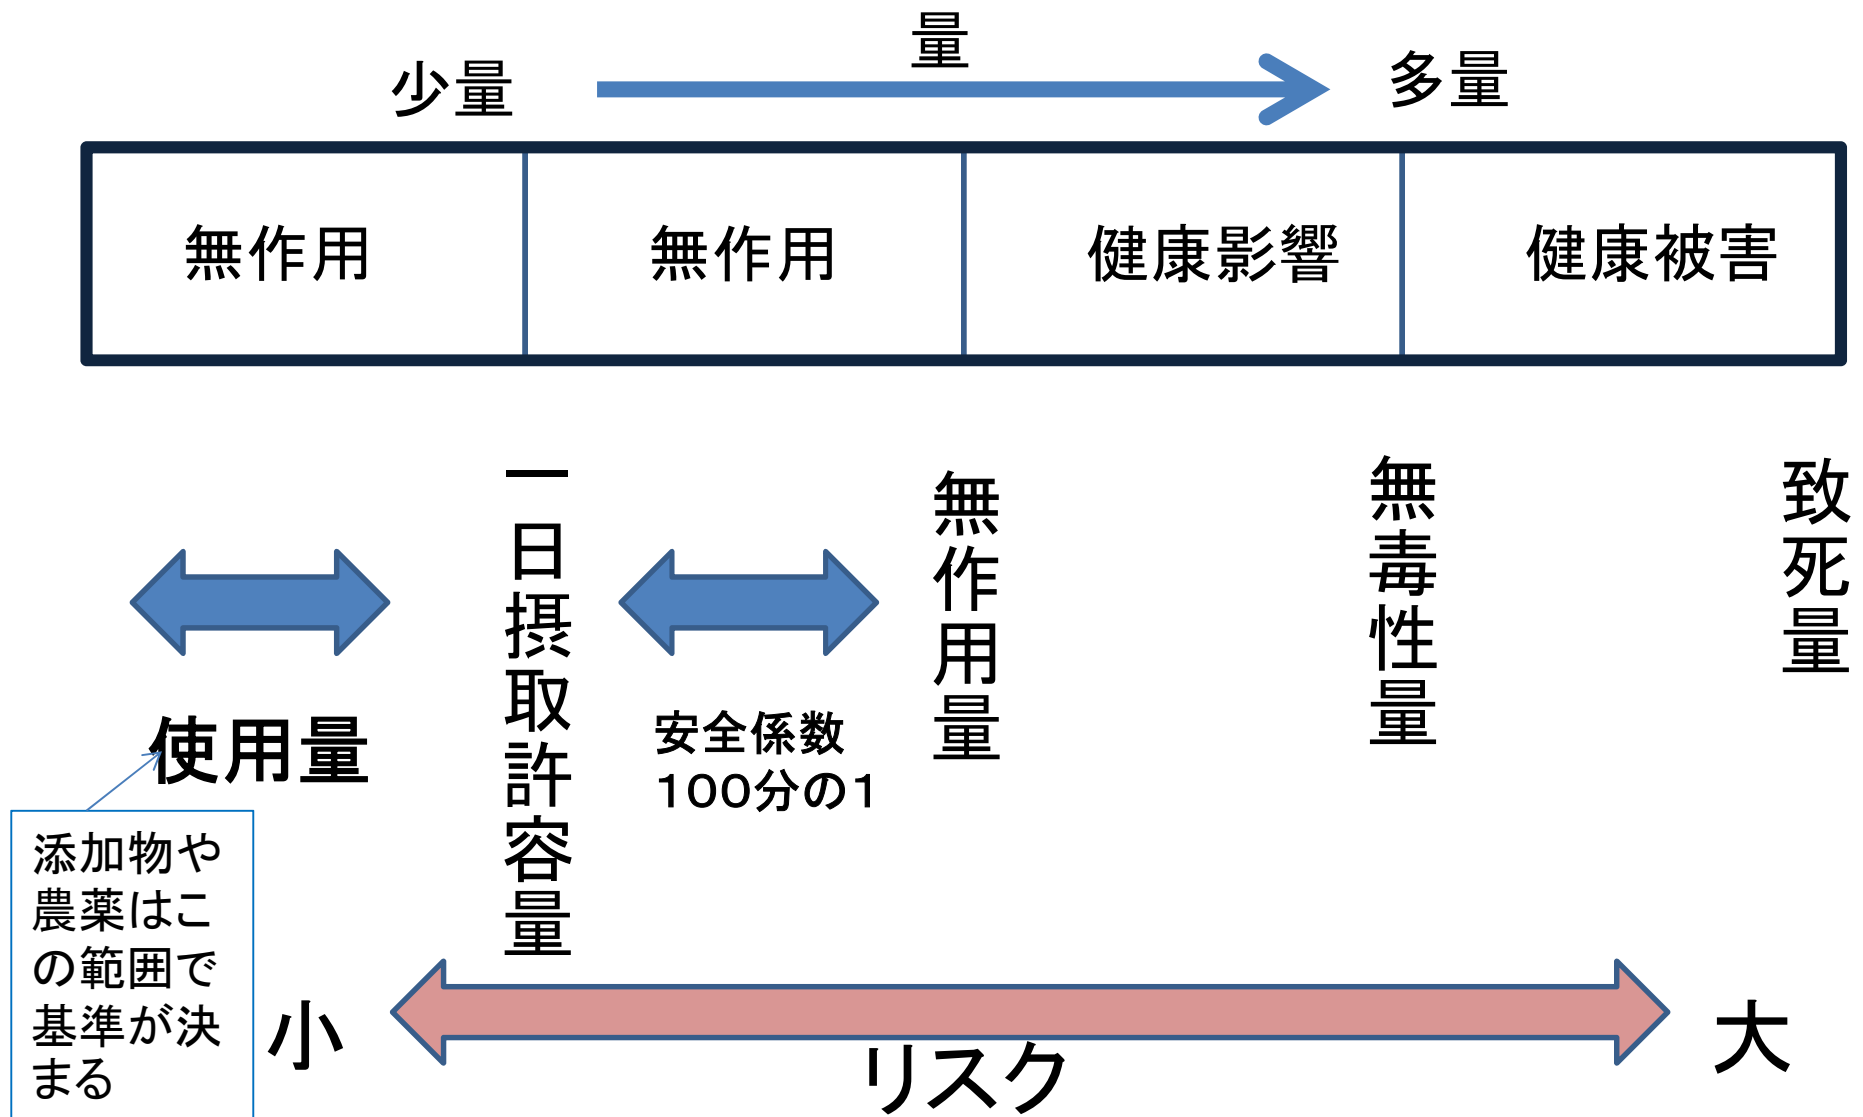 量
少量
多量
無作用
無作用
健康影響
健康被害
一日摂取許容量
無作用量
無毒性量
致死量
使用量
安全係数
100分の1
添加物や
農薬はこ
の範囲で
基準が決
まる
小
リスク
大